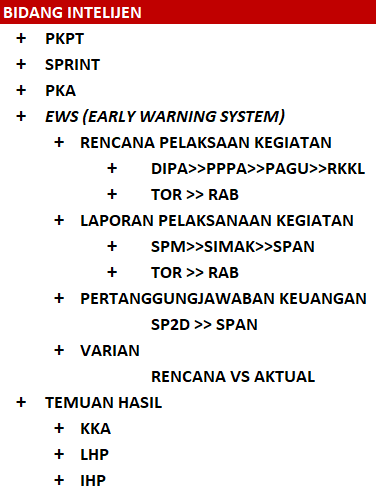 BIDANG INTELIJEN
+ PKPT
+ SPRINT
+ PKA
+ EWS (EARLY WARNING SYSTEM)
+ RENCANA PELAKSAAN KEGIATAN
+ DIPA>>PPPA>>PAGU>>RKKL
+ TOR >> RAB
+ LAPORAN PELAKSANAAN KEGIATAN
+ SPM>>SIMAK>>SPAN
+ TOR >> RAB
+ PERTANGGUNGJAWABAN KEUANGAN
SP2D >> SPAN
+ VARIAN
RENCANA VS AKTUAL
+ TEMUAN HASIL
+ KKA
+ LHP
+ IHP